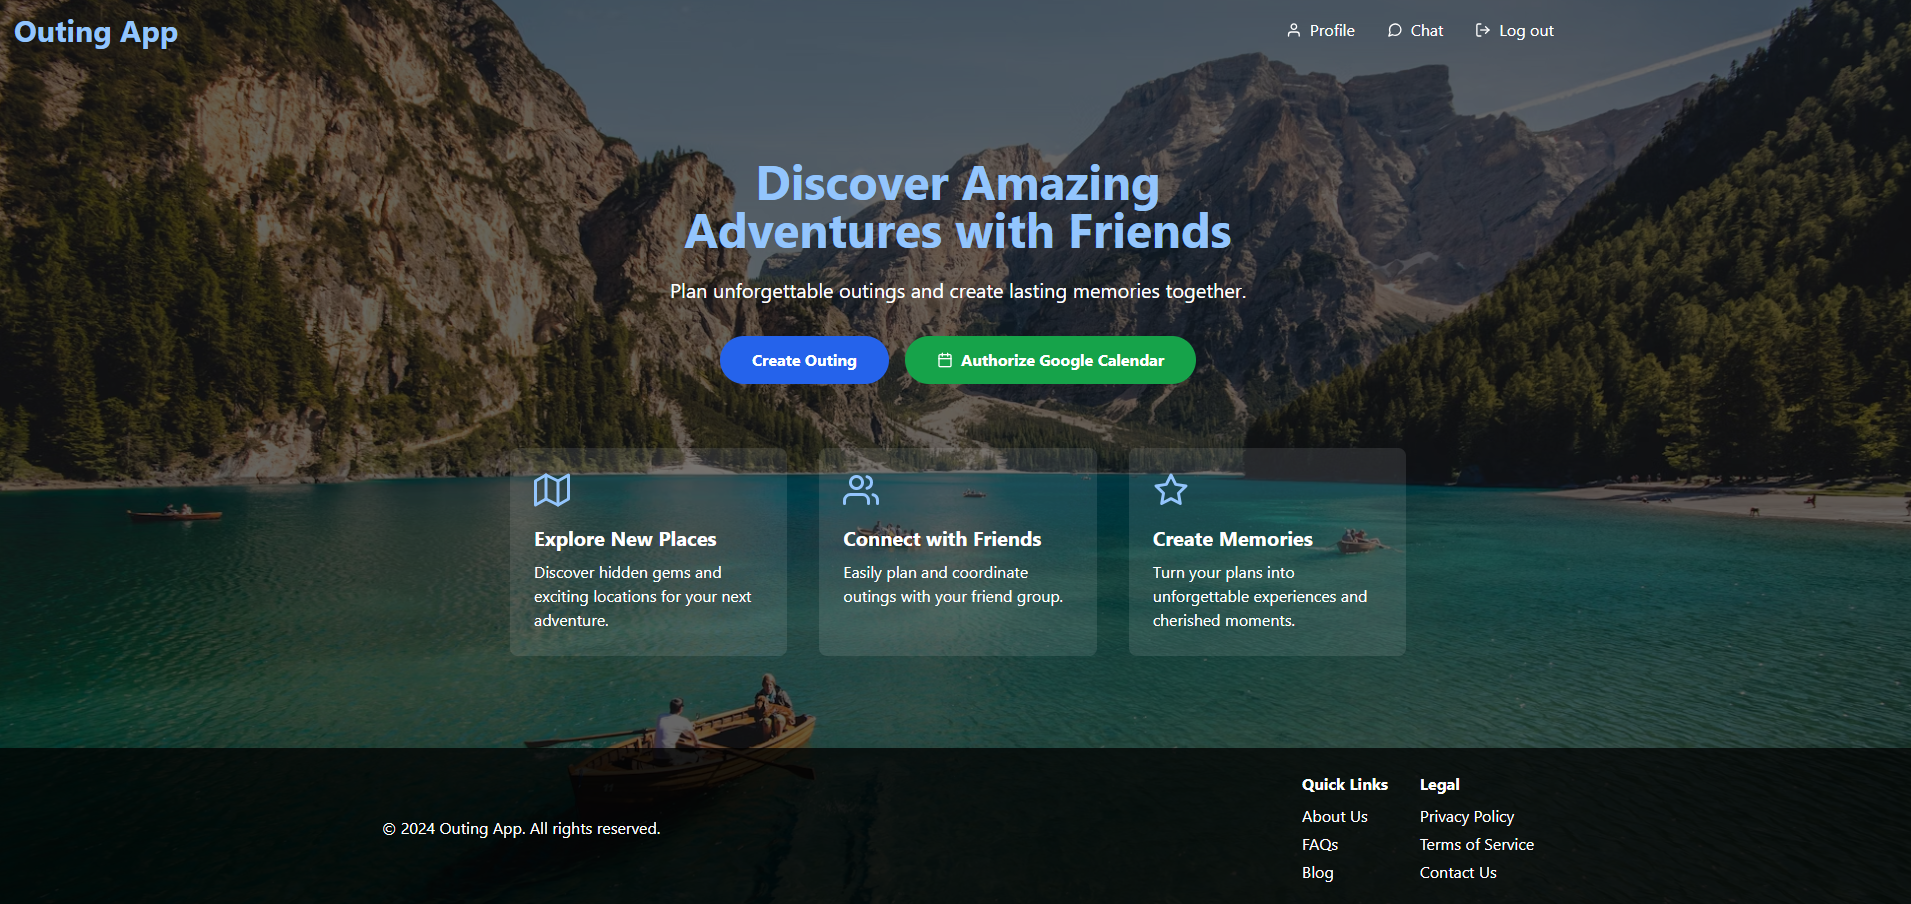 Outing App
Profile
Chat
Log out
Discover Amazing
Adventures with Friends
Plan unforgettable outings and create lasting memories together.
Create Outing
Authorize Google Calendar
Explore New Places
Discover hidden gems and
exciting locations for your next
adventure.
Connect with Friends
Easily plan and coordinate
outings with your friend group.
Create Memories
Turn your plans into
unforgettable experiences and
cherished moments.
© 2024 Outing App. All rights reserved.
Quick Links
About Us
FAQs
Blog
Legal
Privacy Policy
Terms of Service
Contact Us